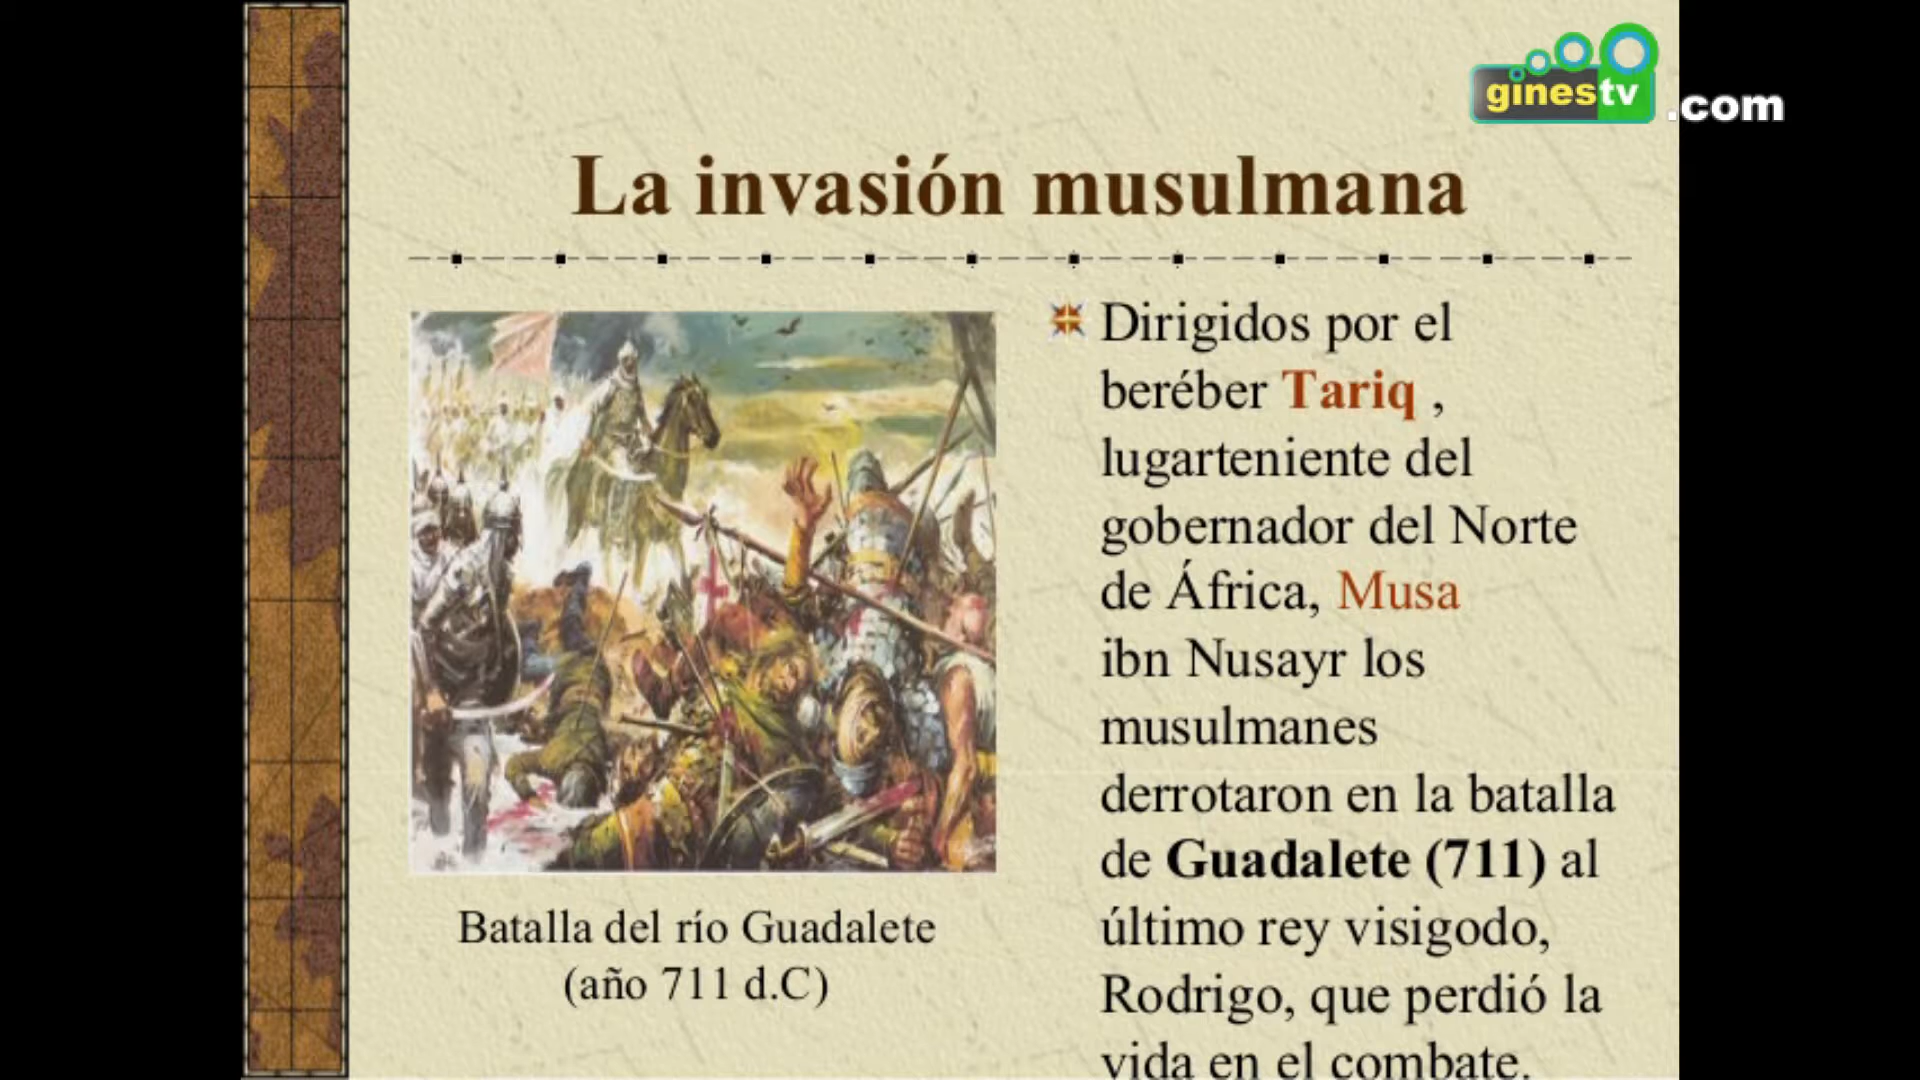 ginestv.com
La invasión musulmana
Dirigidos por el
beréber Tariq ,
lugarteniente del
gobernador del Norte
de África, Musa
ibn Nusayr los
musulmanes
derrotaron en la batalla
de Guadalete (711) al
último rey visigodo,
Rodrigo, que perdió la
vida en el combate.
Batalla del río Guadalete
(año 711 d.C)